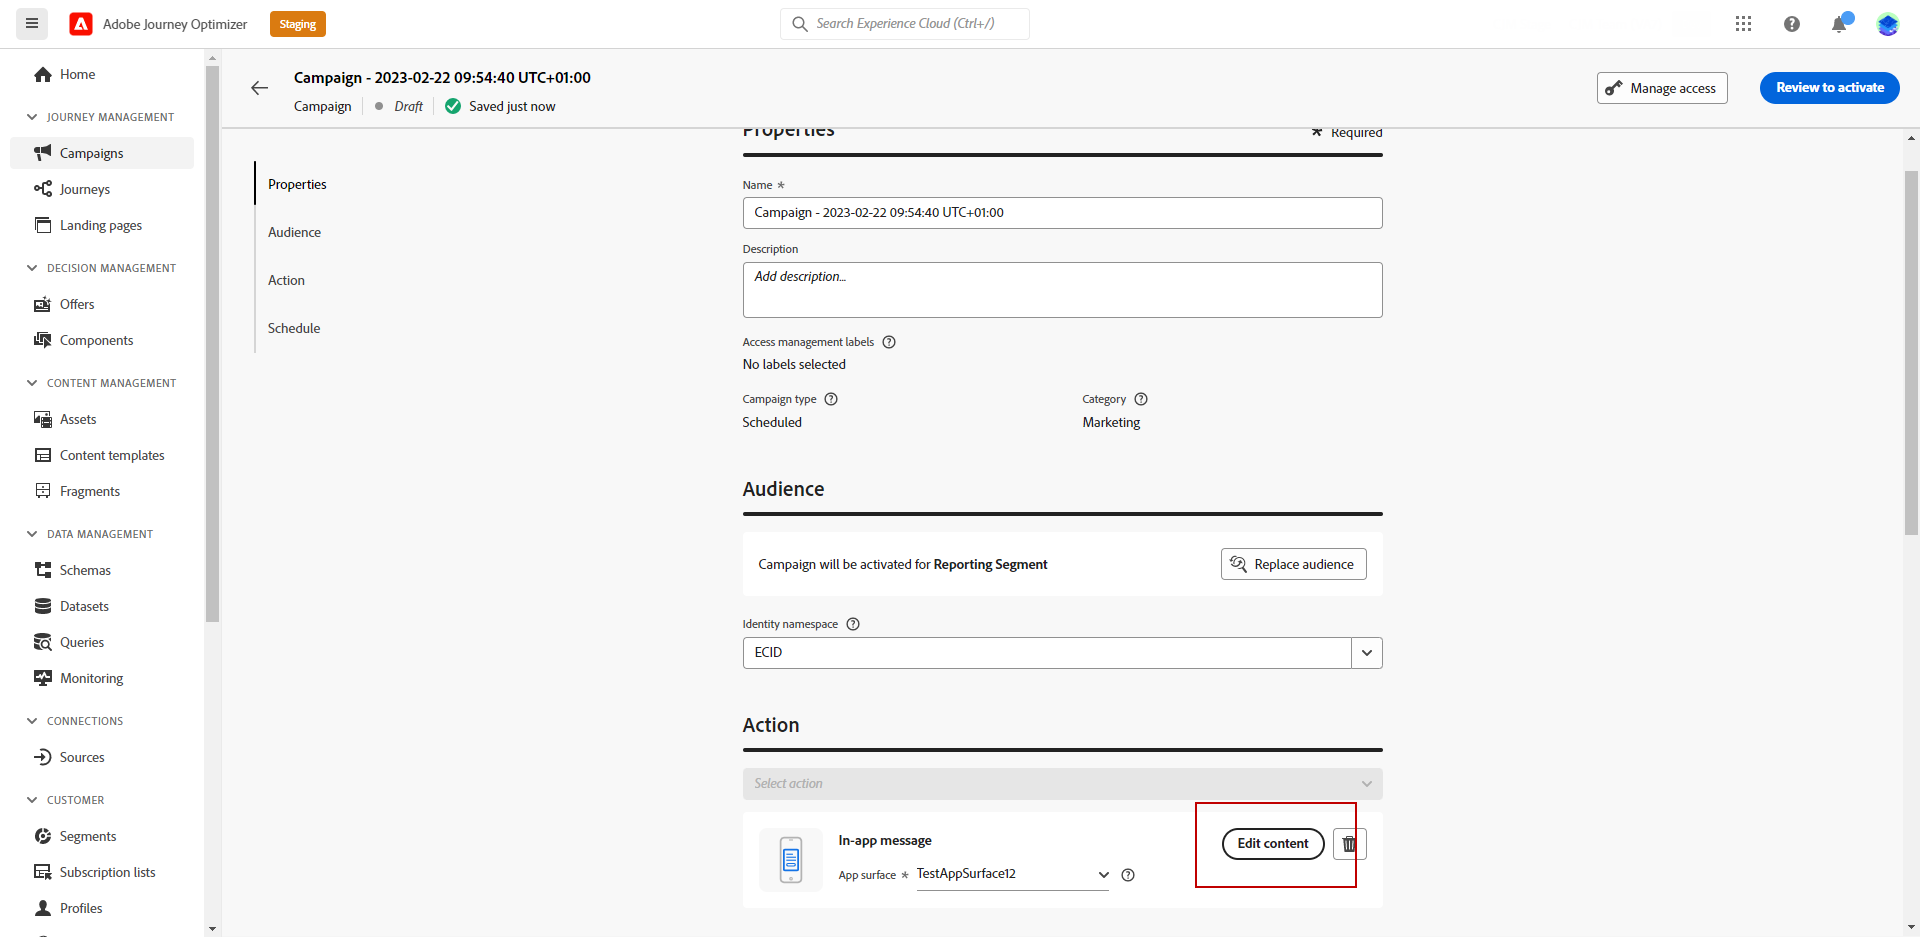 Adobe Journey Optimizer
Staging
Search Experience Cloud (Ctrl+/)
Home
JOURNEY MANAGEMENT
Campaigns
Journeys
Landing pages
DECISION MANAGEMENT
Offers
Components
CONTENT MANAGEMENT
Assets
Content templates
Fragments
DATA MANAGEMENT
Schemas
Datasets
Queries
Monitoring
CONNECTIONS
Sources
CUSTOMER
Segments
Subscription lists
Profiles
Campaign - 2023-02-22 09:54:40 UTC+01:00
Campaign
Draft
Saved just now
Manage access
Review to activate
Properties
Audience
Action
Schedule
Properties
* Required
Name *
Campaign - 2023-02-22 09:54:40 UTC+01:00
Description
Add description...
Access management labels
No labels selected
Campaign type
Category
Scheduled
Marketing
Audience
Campaign will be activated for Reporting Segment
Replace audience
Identity namespace
ECID
Action
Select action
In-app message
App surface * TestAppSurface12
Edit content